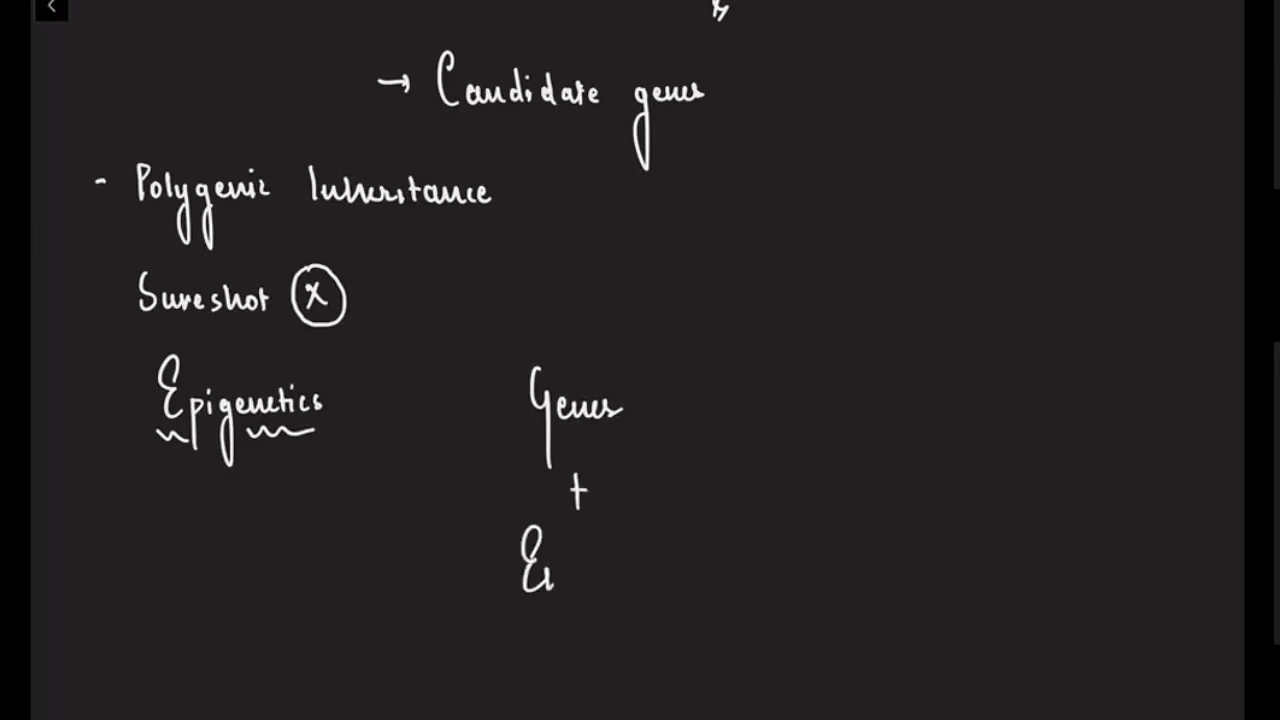 → Candidate genes
- Polygenic Inheritance
Sureshot ⓧ
Epigenetics
Genes
+